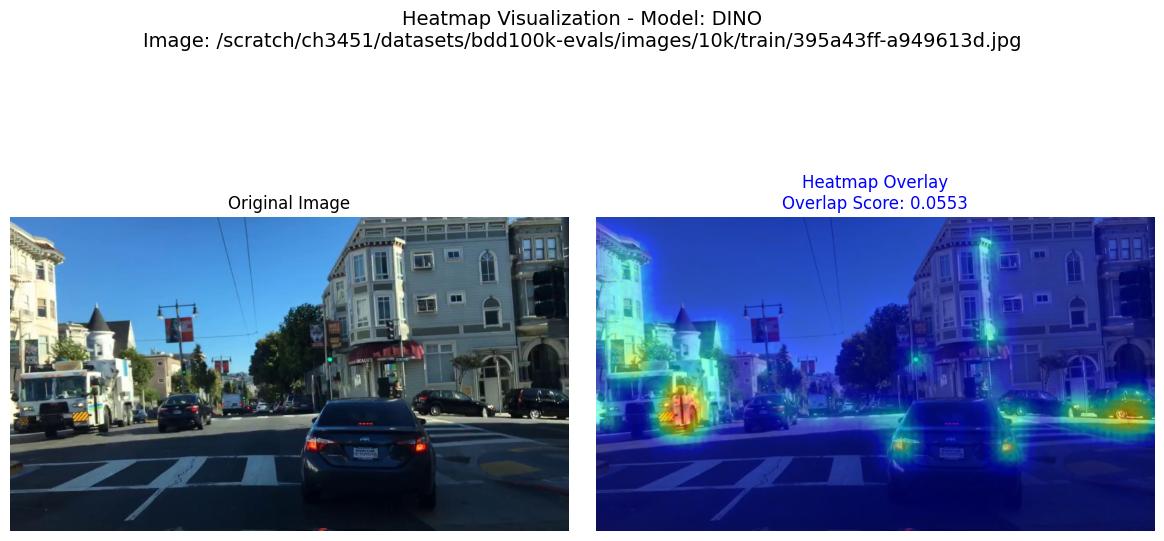 Heatmap Visualization - Model: DINO
Image: /scratch/ch3451/datasets/bdd100k-evals/images/10k/train/395a43ff-a949613d.jpg
Original Image
Heatmap Overlay
Overlap Score: 0.0553